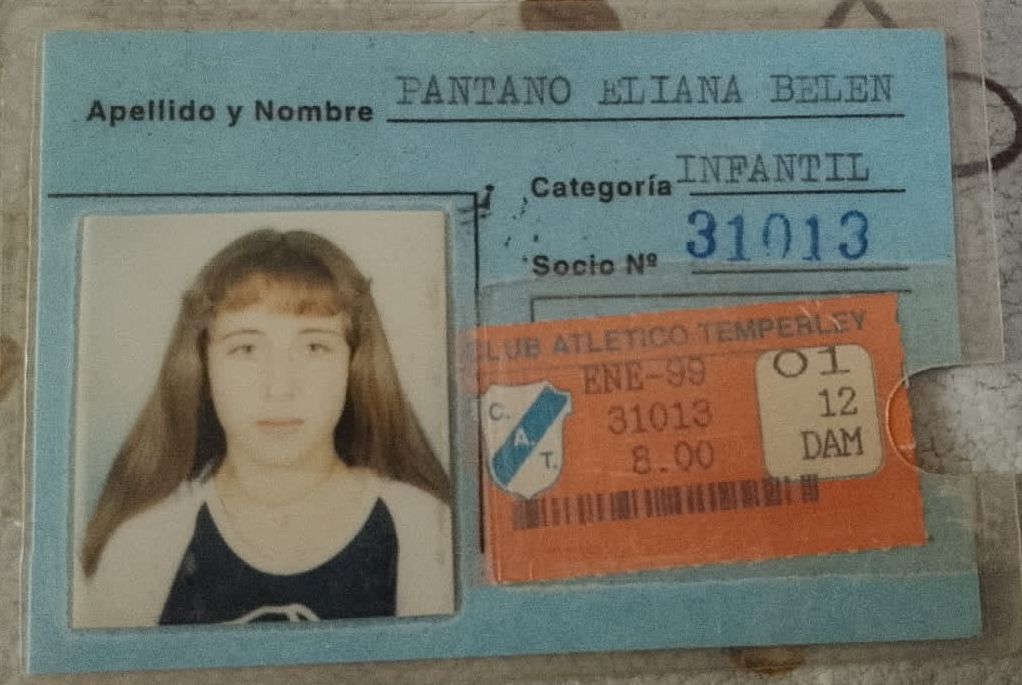 Apellido y Nombre PANTANO ELIANA BELEN
Categoría INFANTIL
Socio Nº 31013
CLUB ATLETICO TEMPERLEY
ENE-99
31013
8.00
01
12
DAM
C.
A.
T.